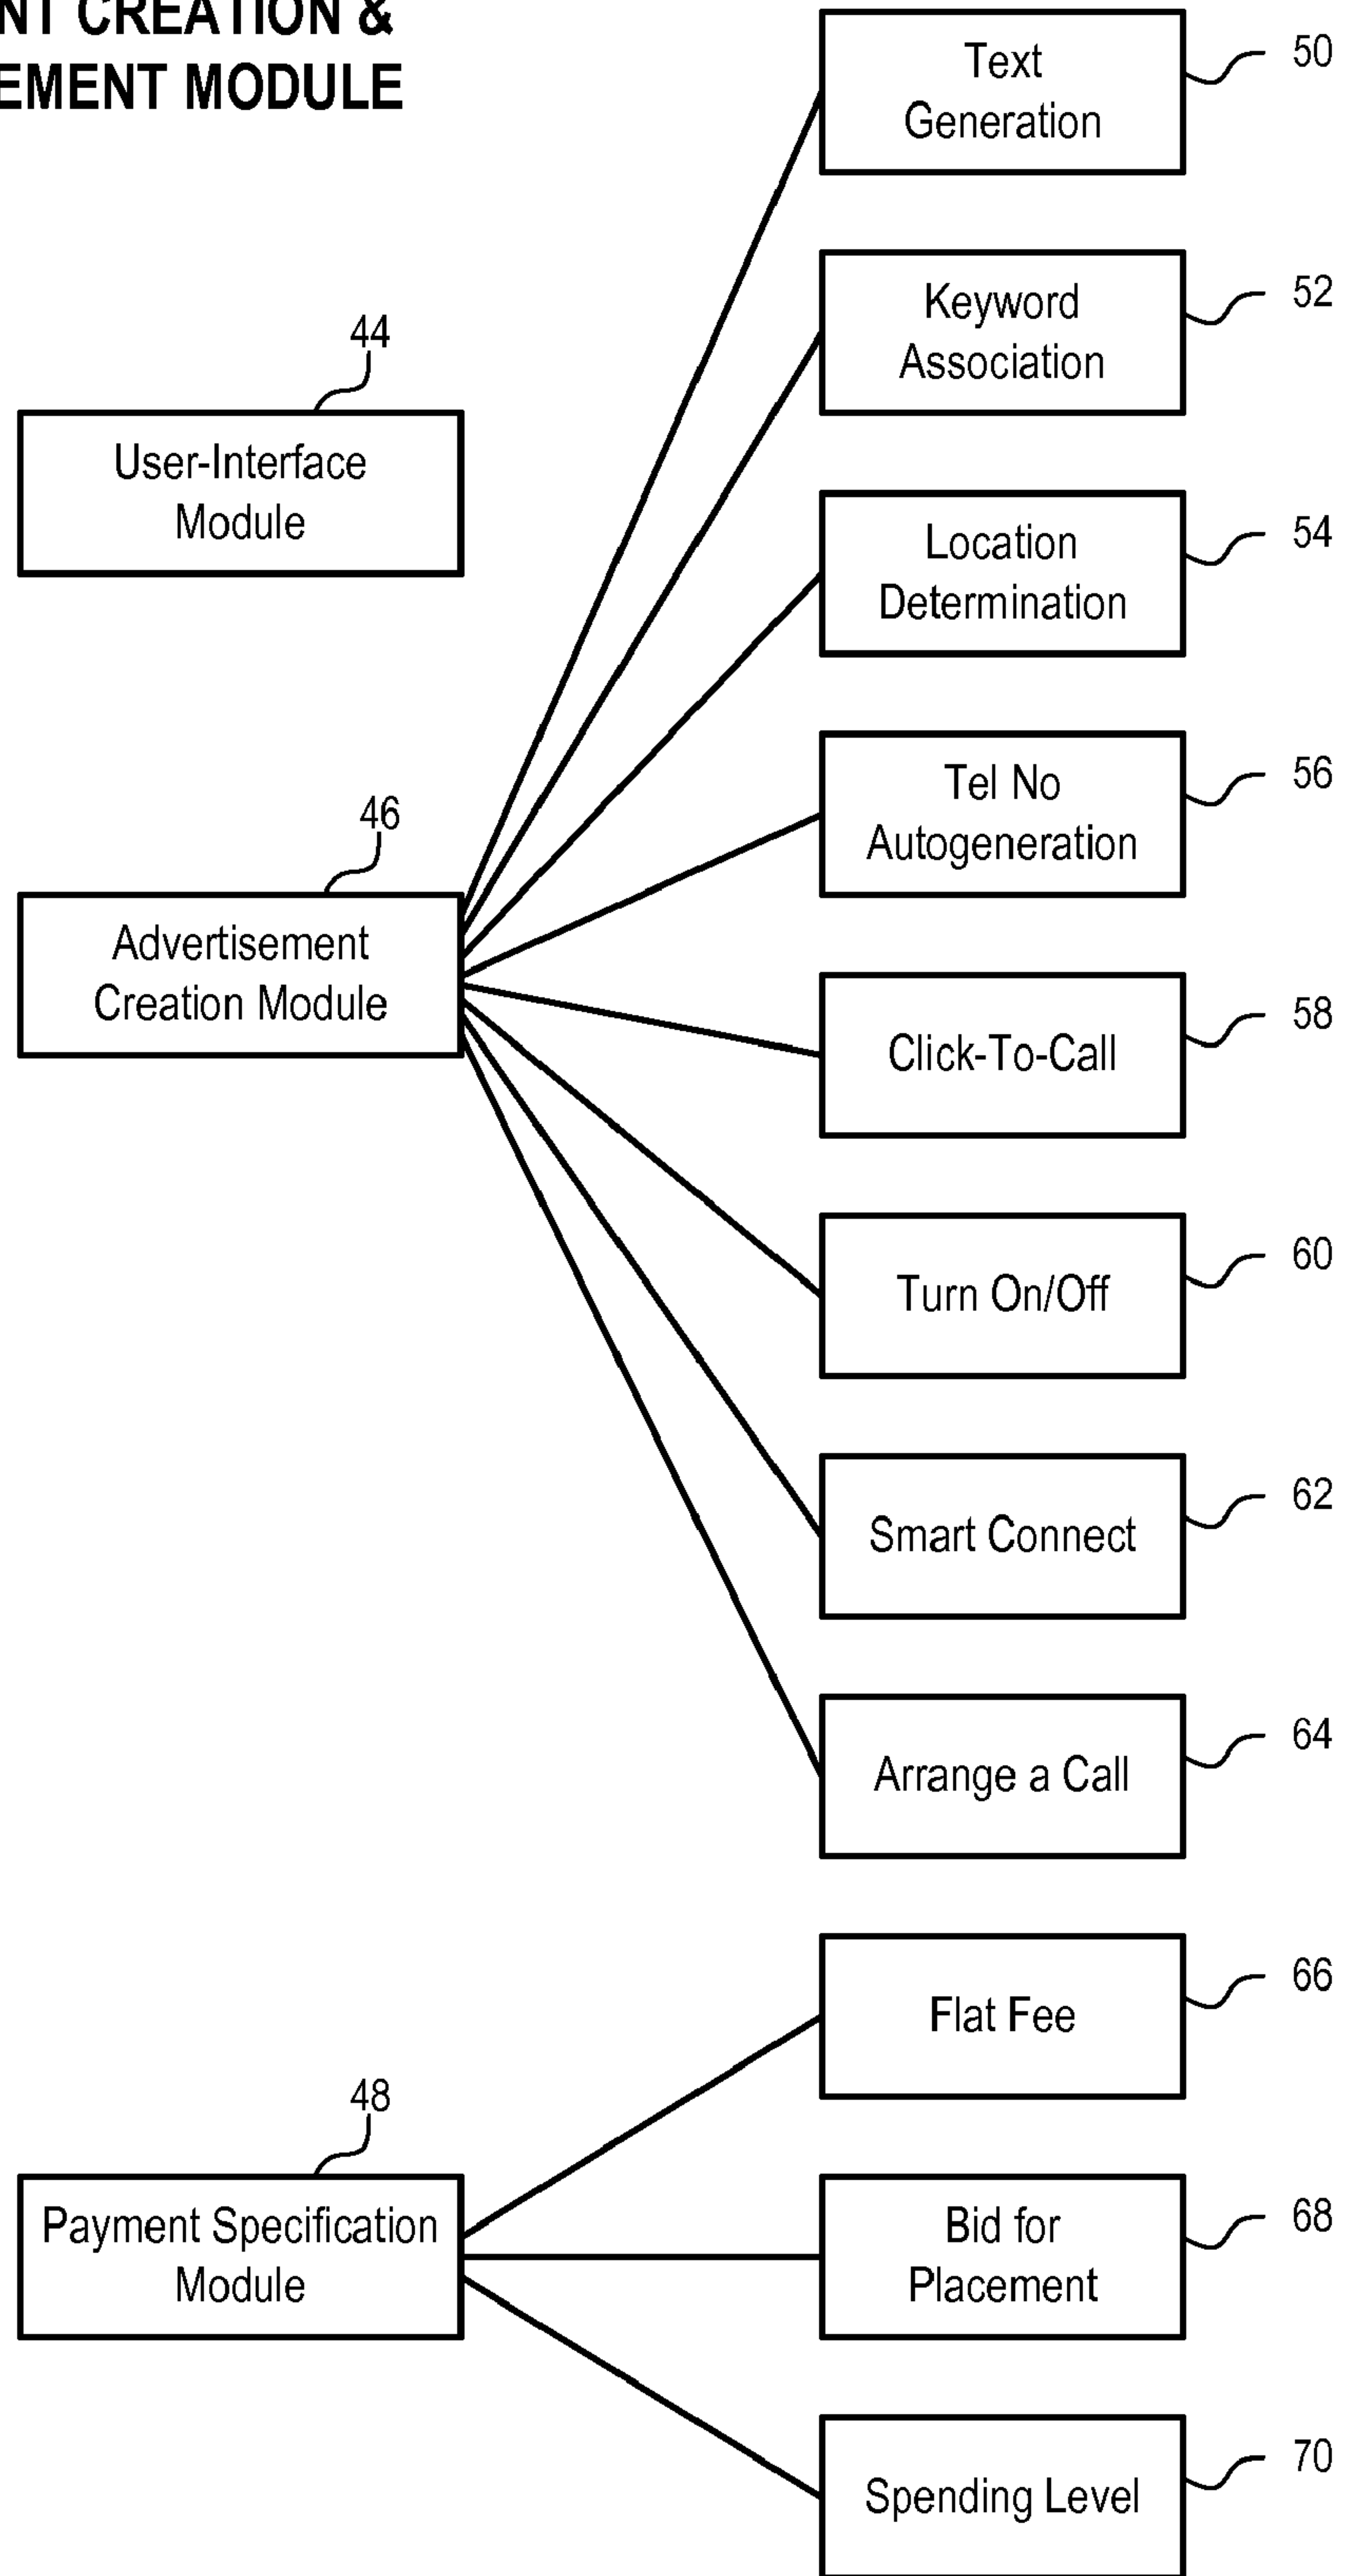 NT CREATION &
EMENT MODULE
44
User-Interface
Module
46
Advertisement
Creation Module
48
Payment Specification
Module
Text
Generation
50
Keyword
Association
52
Location
Determination
54
Tel No
Autogeneration
56
Click-To-Call
58
Turn On/Off
60
Smart Connect
62
Arrange a Call
64
Flat Fee
66
Bid for
Placement
68
Spending Level
70